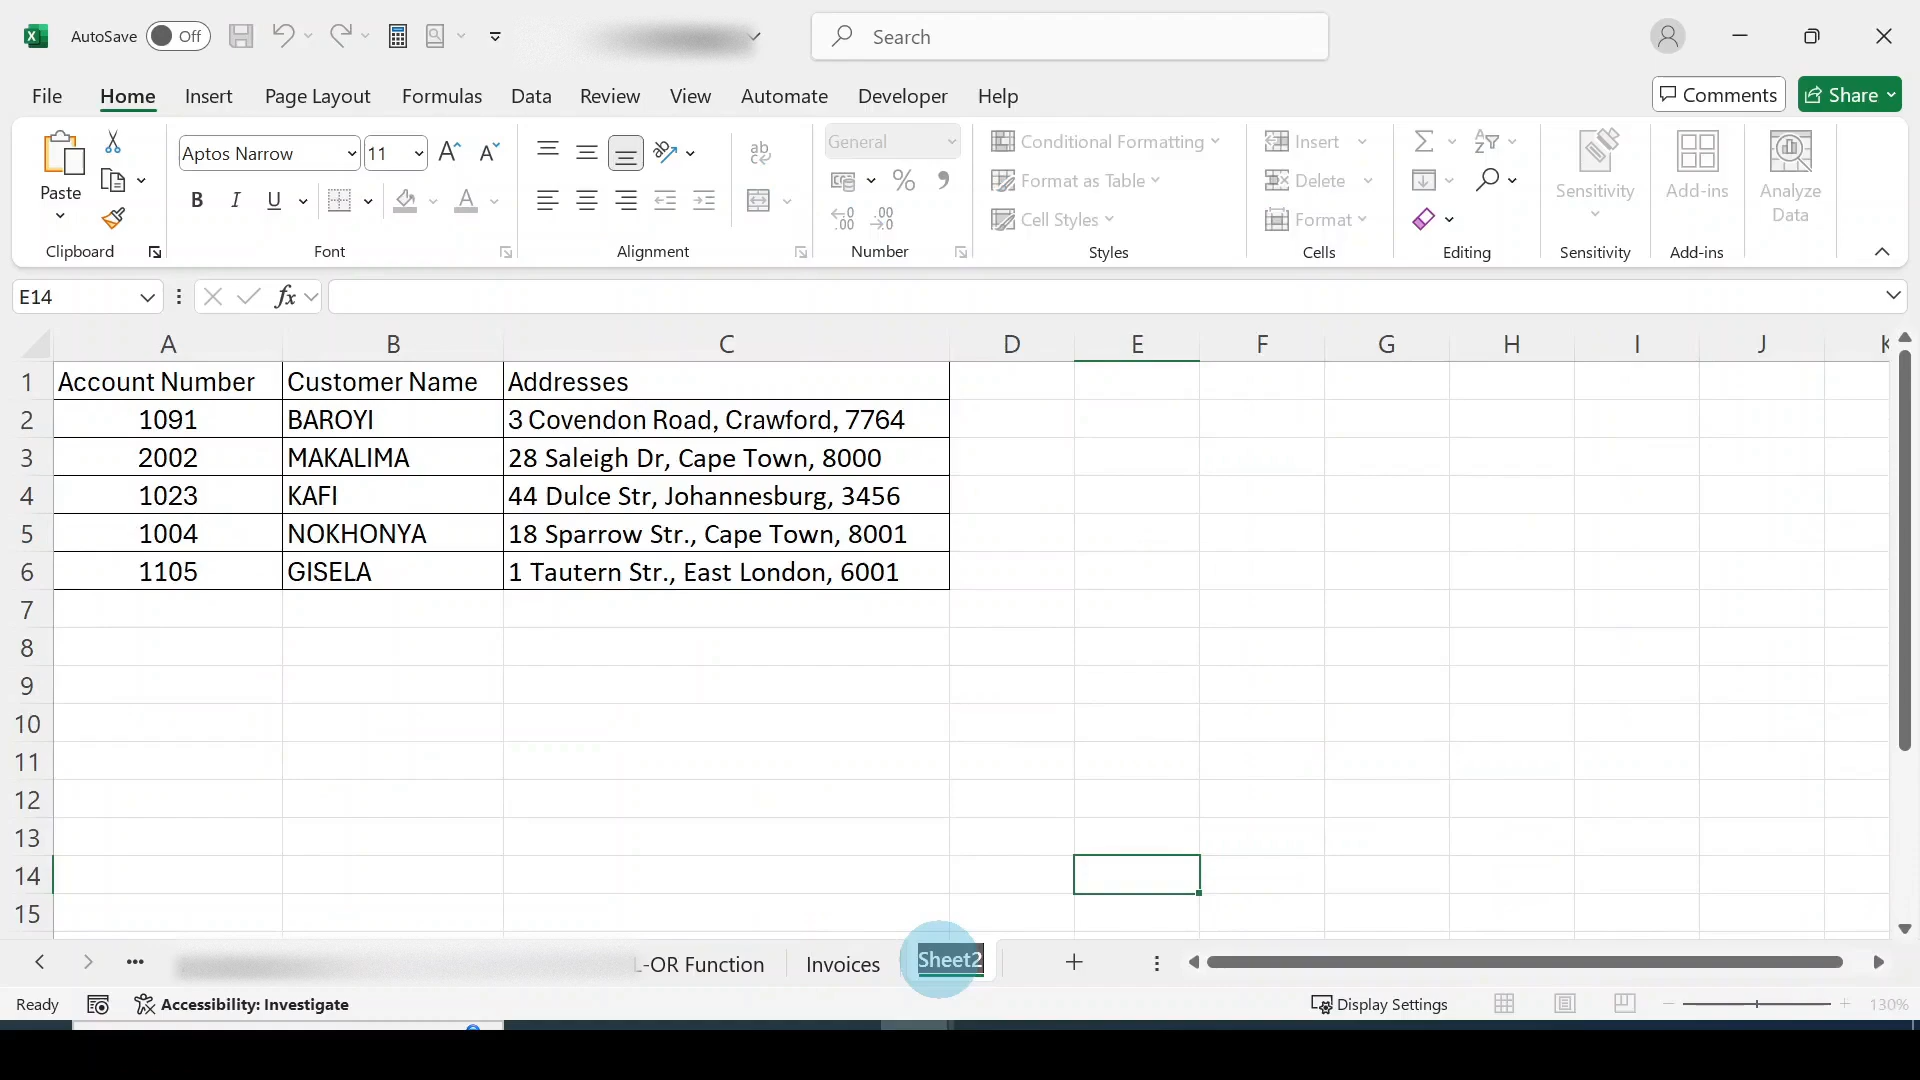 AutoSave Off Search
File Home Insert Page Layout Formulas Data Review View Automate Developer Help Comments Share
Paste Aptos Narrow 11 A A ab General Conditional Formatting Insert Sensitivity Add-ins Analyze Data
B I U A % Format as Table Delete
Cell Styles Format
Clipboard Font Alignment Number Styles Cells Editing Sensitivity Add-ins
E14 fx
A B C D E F G H I J K
1 Account Number Customer Name Addresses
2 1091 BAROYI 3 Covendon Road, Crawford, 7764
3 2002 MAKALIMA 28 Saleigh Dr, Cape Town, 8000
4 1023 KAFI 44 Dulce Str, Johannesburg, 3456
5 1004 NOKHONYA 18 Sparrow Str., Cape Town, 8001
6 1105 GISELA 1 Tautern Str., East London, 6001
7
8
9
10
11
12
13
14
15
L-OR Function Invoices Sheet2
Ready Accessibility: Investigate Display Settings 130%